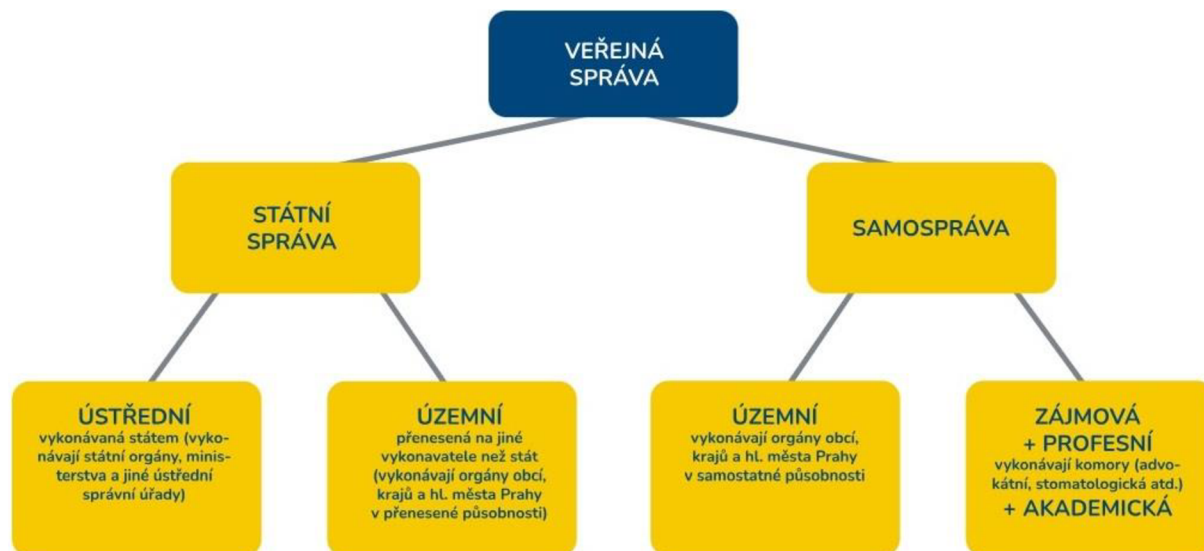 VEŘEJNÁ
SPRÁVA
STÁTNÍ
SPRÁVA
SAMOSPRÁVA
ÚSTŘEDNÍ
vykonávaná státem (vyko-
návají státní orgány, minis-
terstva a jiné ústřední
správní úřady)
ÚZEMNÍ
přenesená na jiné
vykonavatele než stát
(vykonávají orgány obcí,
krajů a hl. města Prahy
v přenesené působnosti)
ÚZEMNÍ
vykonávají orgány obcí,
krajů a hl. města Prahy
v samostatné působnosti
ZÁJMOVÁ
+ PROFESNÍ
vykonávají komory (advo-
kátní, stomatologická atd.)
+ AKADEMICKÁ